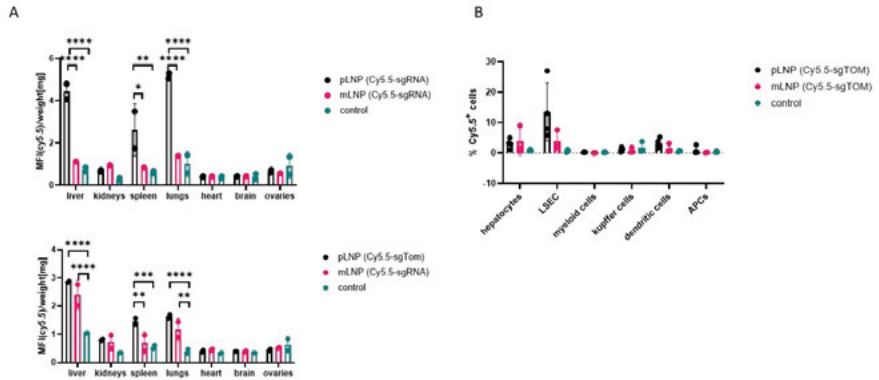 A
MFI(cy5.5)/weight[mg]
6
4
2
0
**** ** ****
**** * ****
liver kidneys spleen lungs heart brain ovaries
pLNP (Cy5.5-sgRNA)
mLNP (Cy5.5-sgRNA)
control
MFI(cy5.5)/weight[mg]
4
3
2
1
0
**** *** ****
**** ** **
liver kidneys spleen lungs heart brain ovaries
pLNP (Cy5.5-sgTom)
mLNP (Cy5.5-sgRNA)
control
B
% Cy5.5+ cells
30
20
10
0
-10
hepatocytes LSEC myeloid cells kupffer cells dendritic cells APCs
pLNP (Cy5.5-sgTOM)
mLNP (Cy5.5-sgTOM)
control